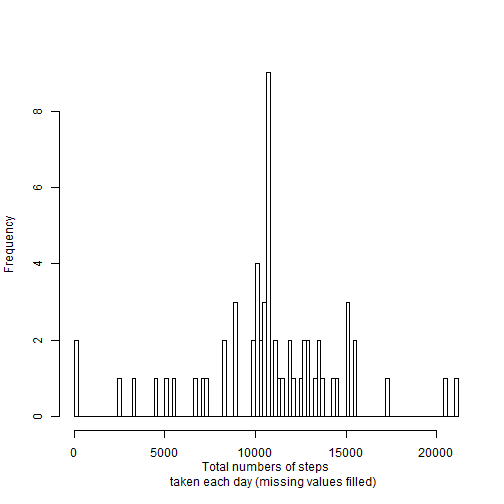 Frequency
8
6
4
2
0
0 5000 10000 15000 20000
Total numbers of steps
taken each day (missing values filled)